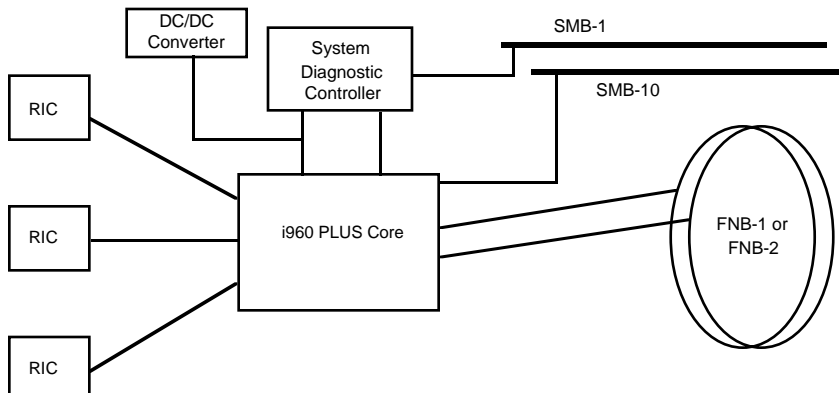 DC/DC
Converter
System
Diagnostic
Controller
SMB-1
SMB-10
RIC
RIC
RIC
i960 PLUS Core
FNB-1 or
FNB-2